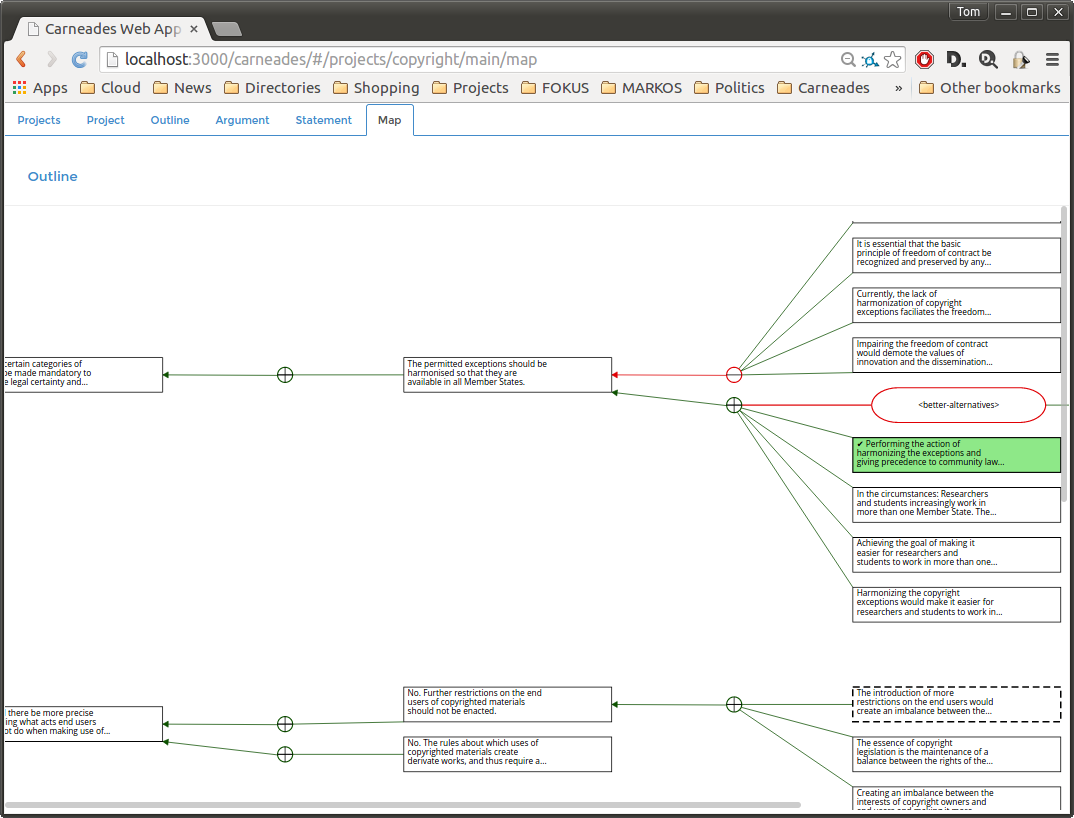 Tom
Carneades Web App
localhost:3000/carneades/#/projects/copyright/main/map
Apps Cloud News Directories Shopping Projects FOKUS MARKOS Politics Carneades » Other bookmarks
Projects Project Outline Argument Statement Map
Outline
It is essential that the basic
principle of freedom of contract be
recognized and preserved by any...
Currently, the lack of
harmonization of copyright
exceptions faciliates the freedom...
Impairing the freedom of contract
would demote the values of
innovation and the dissemination...
certain categories of
be made mandatory to
e legal certainty and...
The permitted exceptions should be
harmonised so that they are
available in all Member States.
<better-alternatives>
✔ Performing the action of
harmonizing the exceptions and
giving precedence to community law...
In the circumstances: Researchers
and students increasingly work in
more than one Member State. The...
Achieving the goal of making it
easier for researchers and
students to work in more than one...
Harmonizing the copyright
exceptions would make it easier for
researchers and students to work in...
there be more precise
ing what acts end users
ot do when making use of...
No. Further restrictions on the end
users of copyrighted materials
should not be enacted.
No. The rules about which uses of
copyrighted materials create
derivate works, and thus require a...
The introduction of more
restrictions on the end users would
create an imbalance between the...
The essence of copyright
legislation is the maintenance of a
balance between the rights of the...
Creating an imbalance between the
interests of copyright owners and
end users and making it more